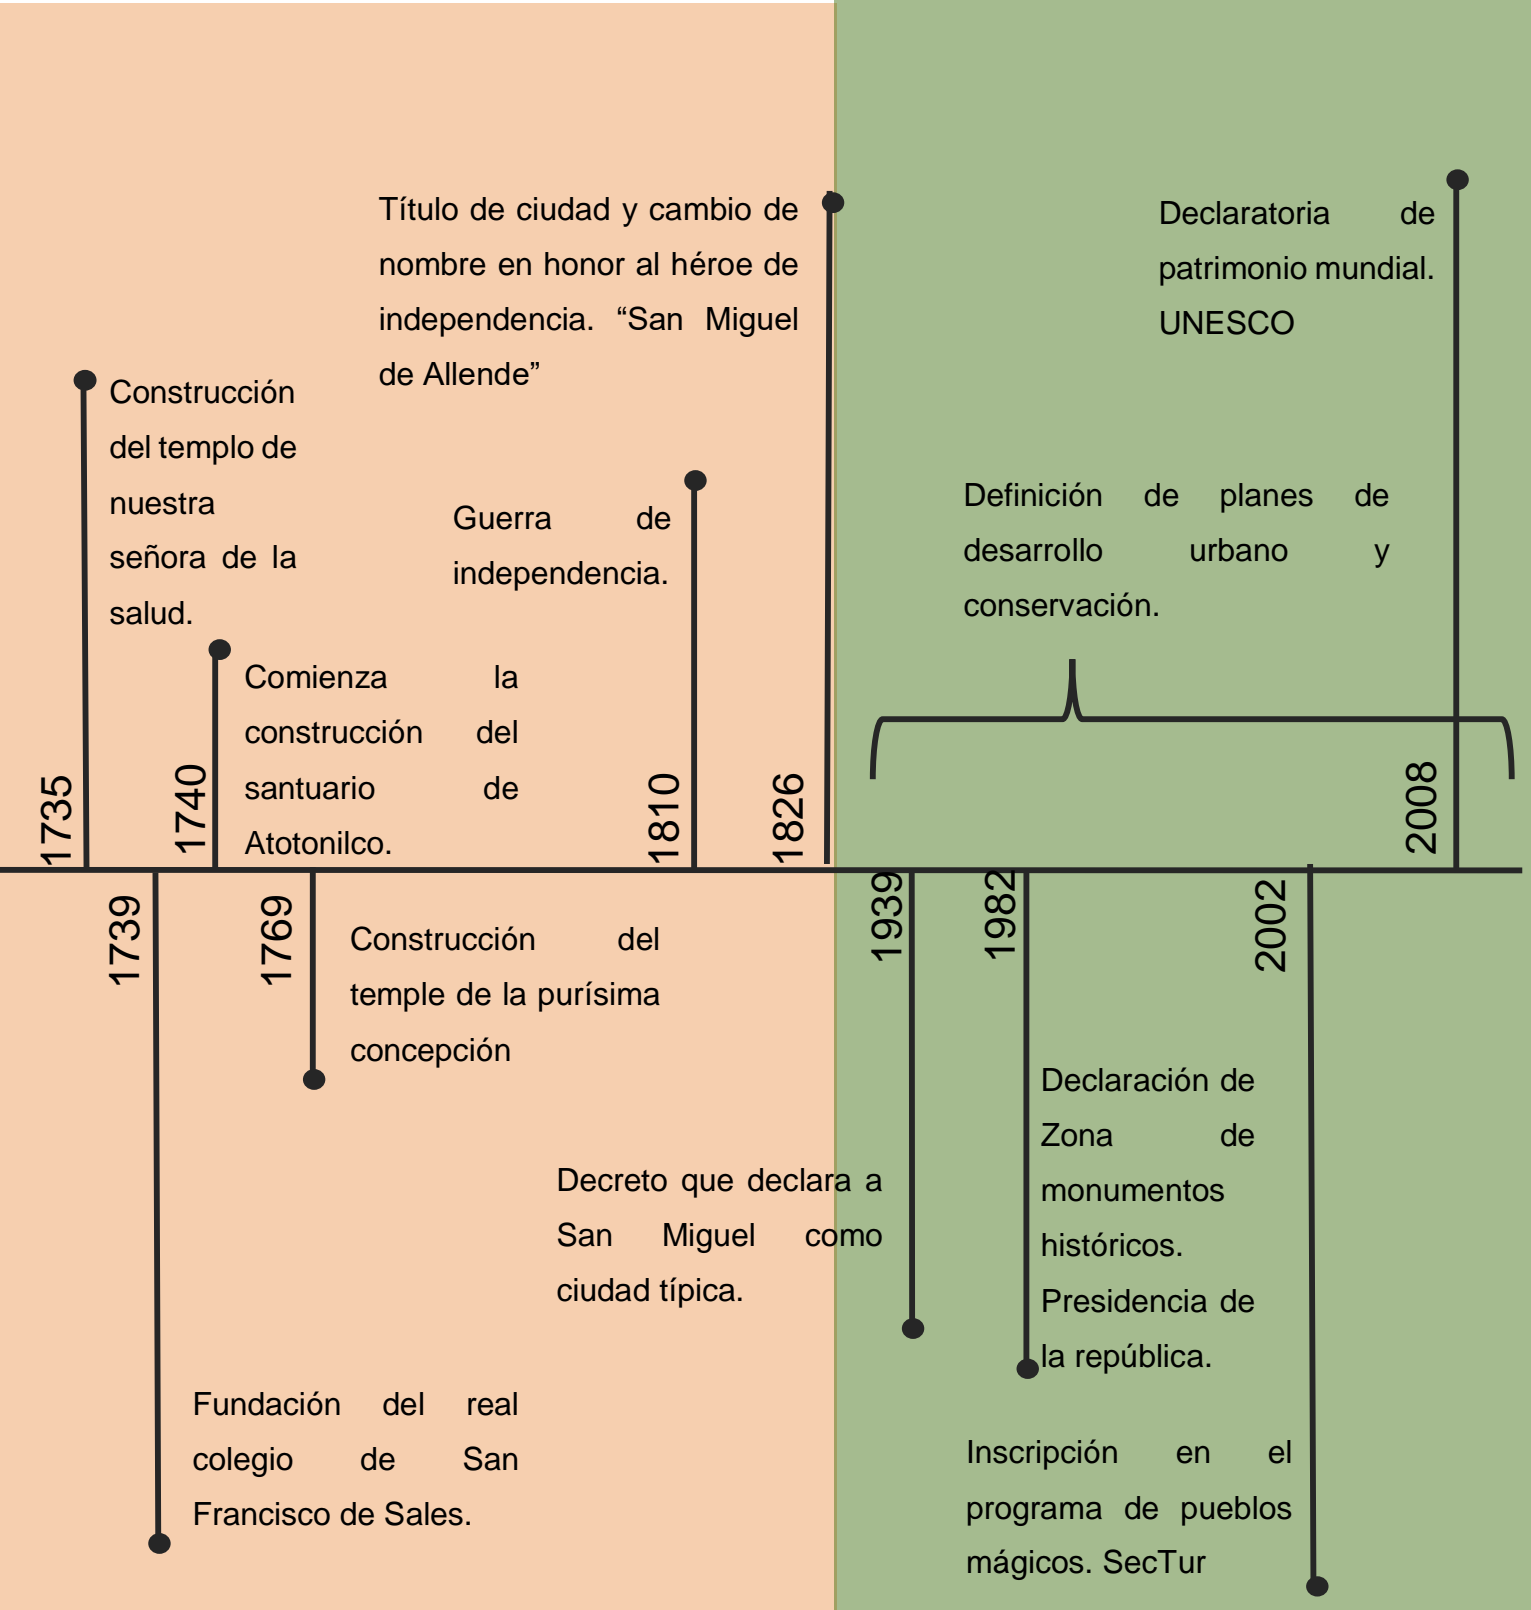 Título de ciudad y cambio de
nombre en honor al héroe de
independencia. “San Miguel
de Allende”
Declaratoria de
patrimonio mundial.
UNESCO
Construcción
del templo de
nuestra
señora de la
salud.
Guerra de
independencia.
Definición de planes de
desarrollo urbano y
conservación.
Comienza la
construcción del
santuario de
Atotonilco.
1735
1740
1810
1826
2008
1739
1769
1939
1982
2002
Construcción del
temple de la purísima
concepción
Declaración de
Zona de
monumentos
históricos.
Presidencia de
la república.
Decreto que declara a
San Miguel como
ciudad típica.
Fundación del real
colegio de San
Francisco de Sales.
Inscripción en el
programa de pueblos
mágicos. SecTur